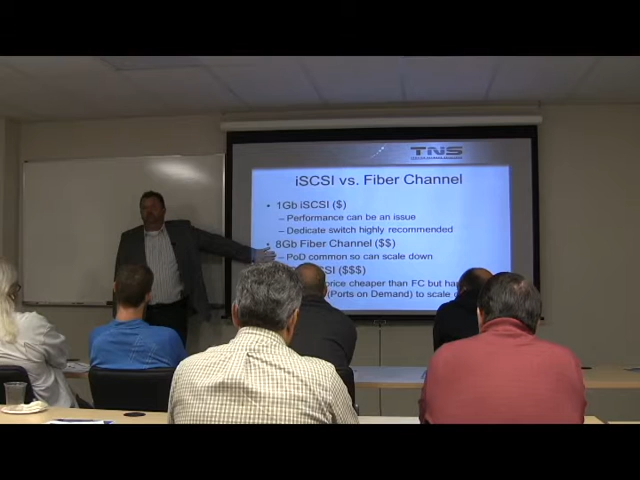 TNS
iSCSI vs. Fiber Channel
• 1Gb iSCSI ($)
– Performance can be an issue
– Dedicate switch highly recommended
• 8Gb Fiber Channel ($$)
– PoD common so can scale down
SI ($$$)
price cheaper than FC but
(Ports on Demand) to scale